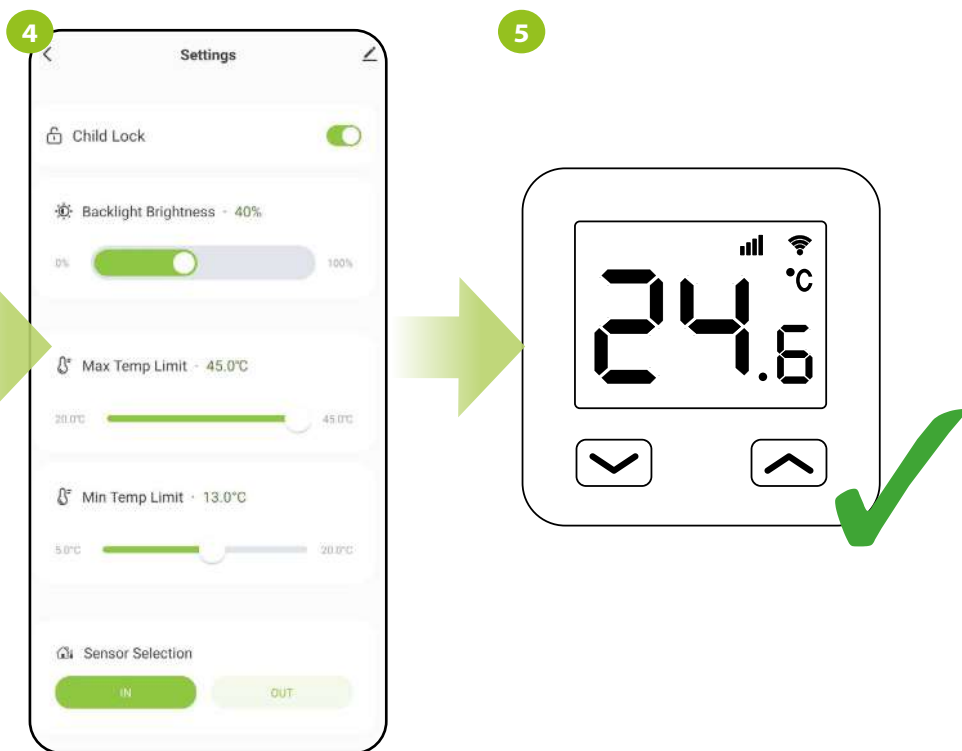 4
Settings
Child Lock
Backlight Brightness · 40%
0% 100%
Max Temp Limit · 45.0°C
20.0°C 45.0°C
Min Temp Limit · 13.0°C
5.0°C 20.0°C
Sensor Selection
IN OUT
5
°C
24.6